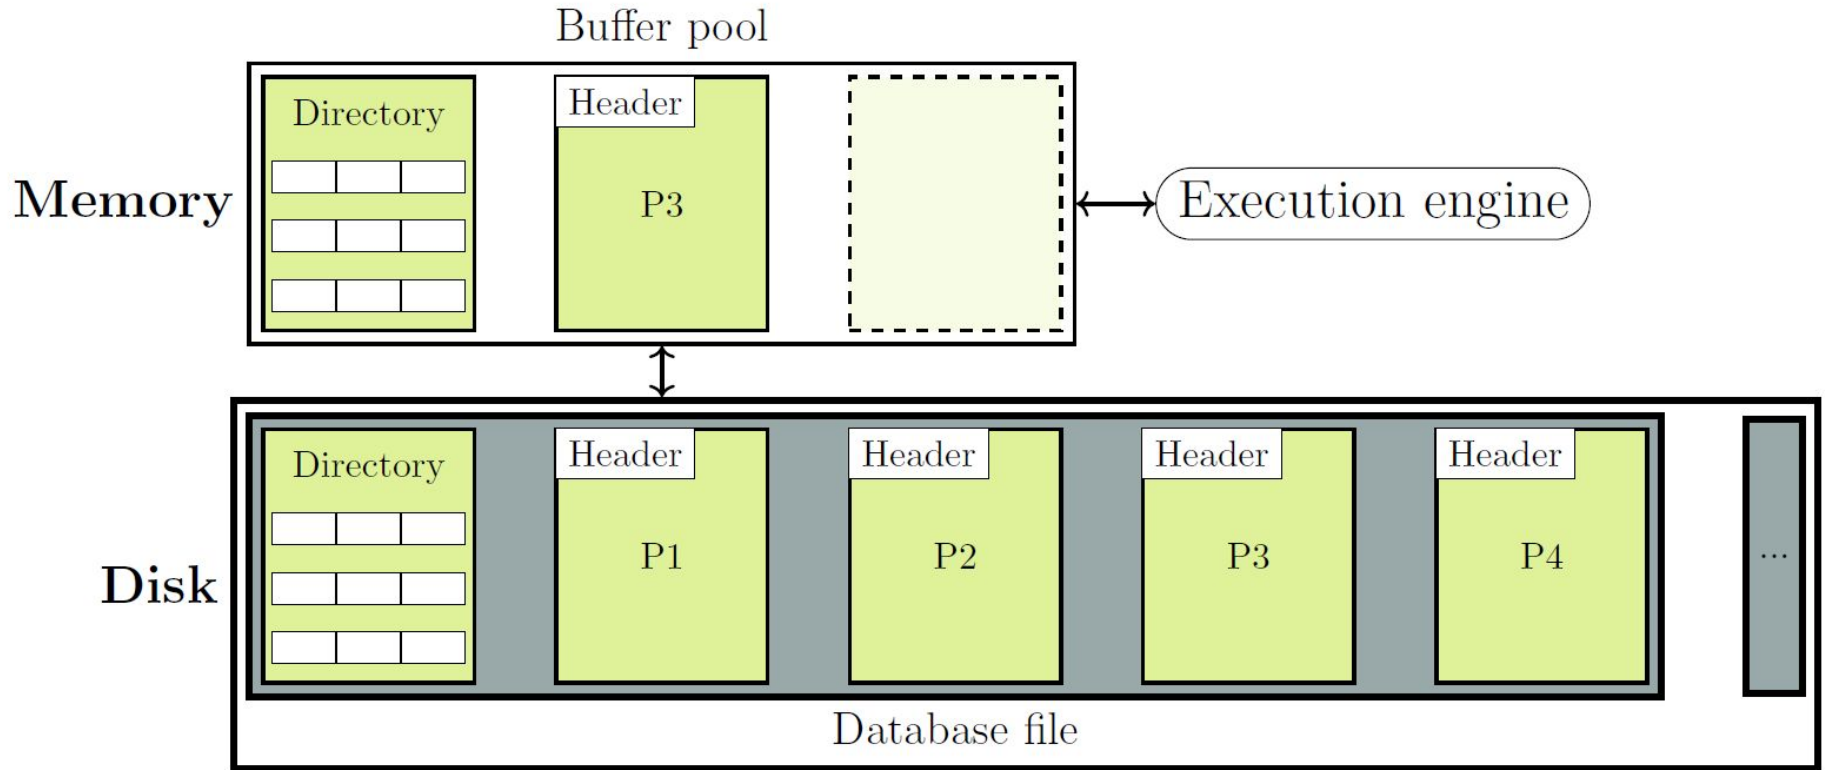 Buffer pool
Directory
Header
P3
Memory
Execution engine
Directory
Header
Header
Header
Header
P1
P2
P3
P4
...
Disk
Database file